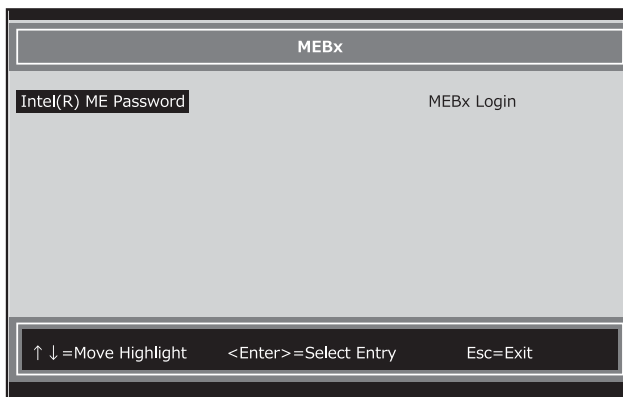 MEBx
Intel(R) ME Password MEBx Login
↑↓=Move Highlight <Enter>=Select Entry Esc=Exit